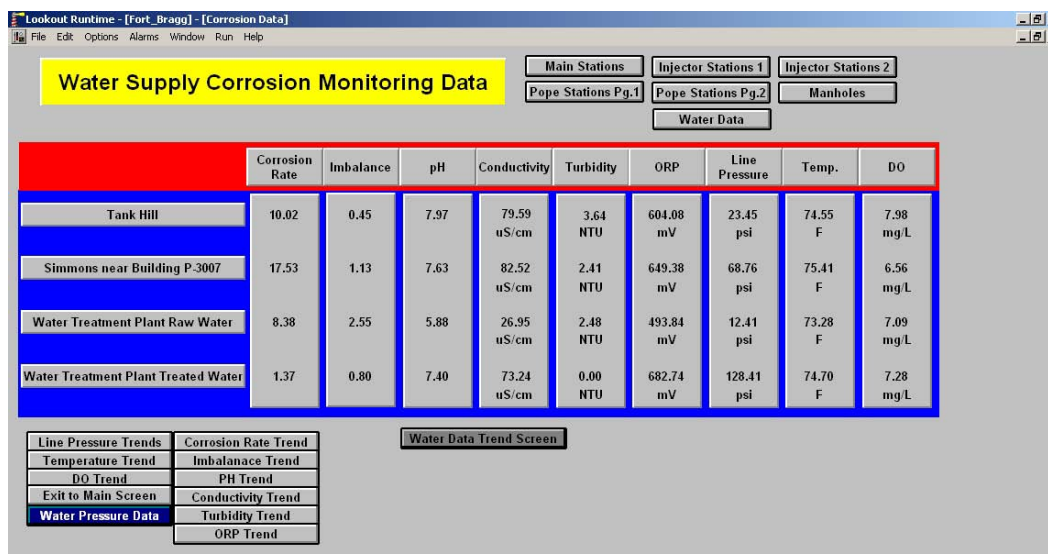 Lookout Runtime - [Fort_Bragg] - [Corrosion Data]
File Edit Options Alarms Window Run Help
Water Supply Corrosion Monitoring Data
Main Stations Injector Stations 1 Injector Stations 2
Pope Stations Pg.1 Pope Stations Pg.2 Manholes
Water Data
Corrosion Rate Imbalance pH Conductivity Turbidity ORP Line Pressure Temp. DO
Tank Hill 10.02 0.45 7.97 79.59 3.64 604.08 23.45 74.55 7.98
uS/cm NTU mV psi F mg/L
Simmons near Building P-3007 17.53 1.13 7.63 82.52 2.41 649.38 68.76 75.41 6.56
uS/cm NTU mV psi F mg/L
Water Treatment Plant Raw Water 8.38 2.55 5.88 26.95 2.48 493.84 12.41 73.28 7.09
uS/cm NTU mV psi F mg/L
Water Treatment Plant Treated Water 1.37 0.80 7.40 73.24 0.00 682.74 128.41 74.70 7.28
uS/cm NTU mV psi F mg/L
Line Pressure Trends Corrosion Rate Trend Water Data Trend Screen
Temperature Trend Imbalanace Trend
DO Trend PH Trend
Exit to Main Screen Conductivity Trend
Water Pressure Data Turbidity Trend
ORP Trend